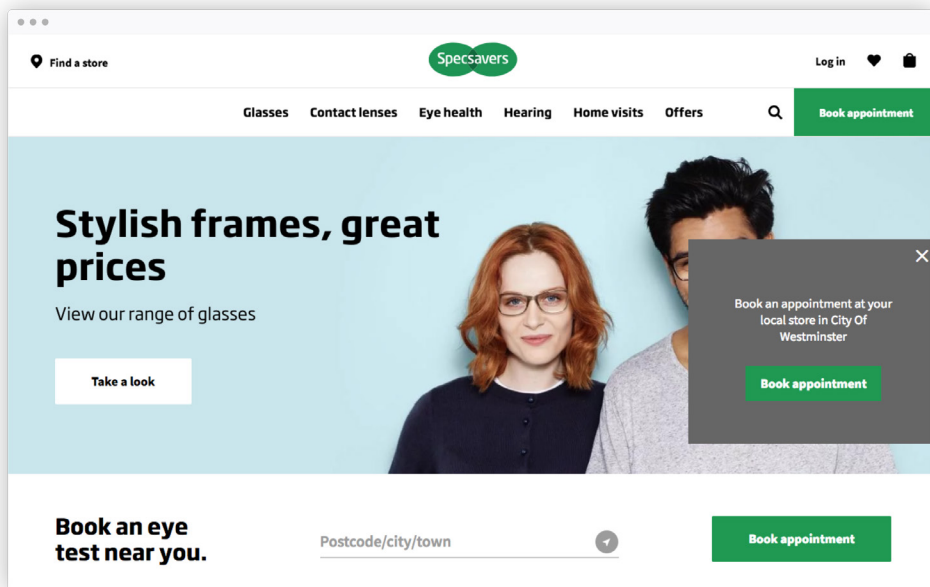 Find a store
Specsavers
Log in
Glasses Contact lenses Eye health Hearing Home visits Offers
Book appointment
Stylish frames, great
prices
View our range of glasses
Take a look
Book an appointment at your
local store in City Of
Westminster
Book appointment
Book an eye
test near you.
Postcode/city/town
Book appointment